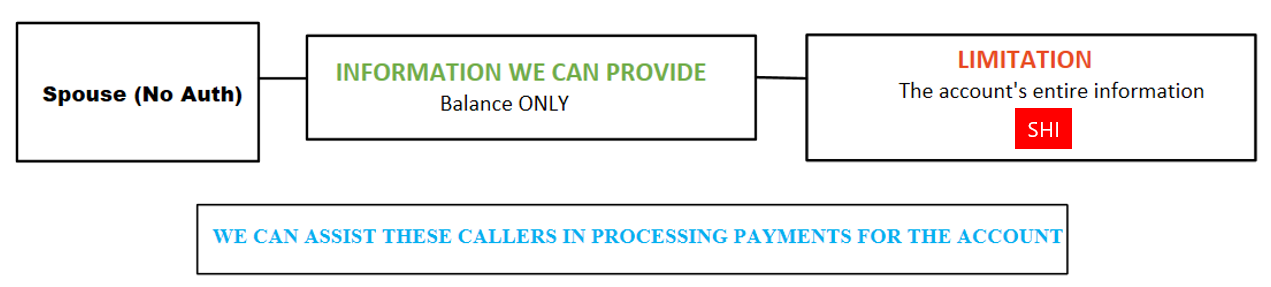 Spouse (No Auth)
INFORMATION WE CAN PROVIDE
Balance ONLY
LIMITATION
The account's entire information
SHI
WE CAN ASSIST THESE CALLERS IN PROCESSING PAYMENTS FOR THE ACCOUNT